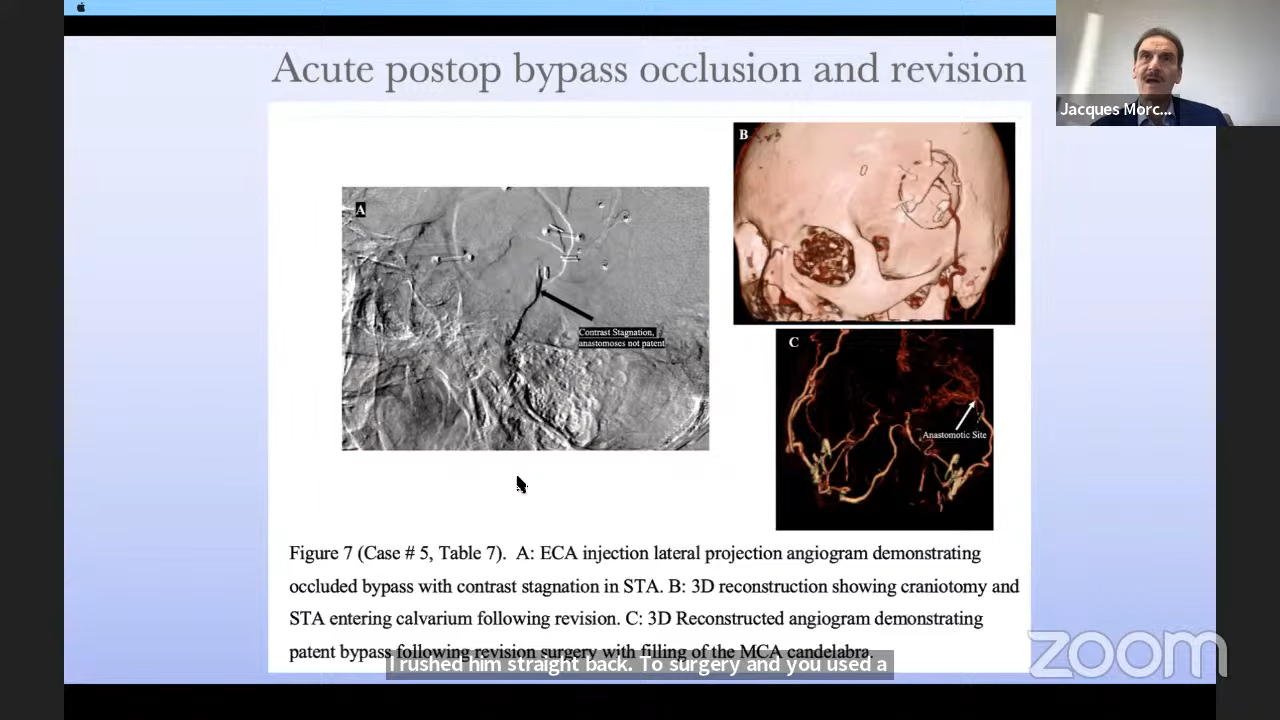 Acute postop bypass occlusion and revision
Jacques Morc...
A
Contrast Stagnation,
anastomoses not patent
B
C
Anastomotic Site
Figure 7 (Case # 5, Table 7). A: ECA injection lateral projection angiogram demonstrating
occluded bypass with contrast stagnation in STA. B: 3D reconstruction showing craniotomy and
STA entering calvarium following revision. C: 3D Reconstructed angiogram demonstrating
patent bypass following revision surgery with filling of the MCA candelabra.
I rushed him straight back. To surgery and you used a
zoom